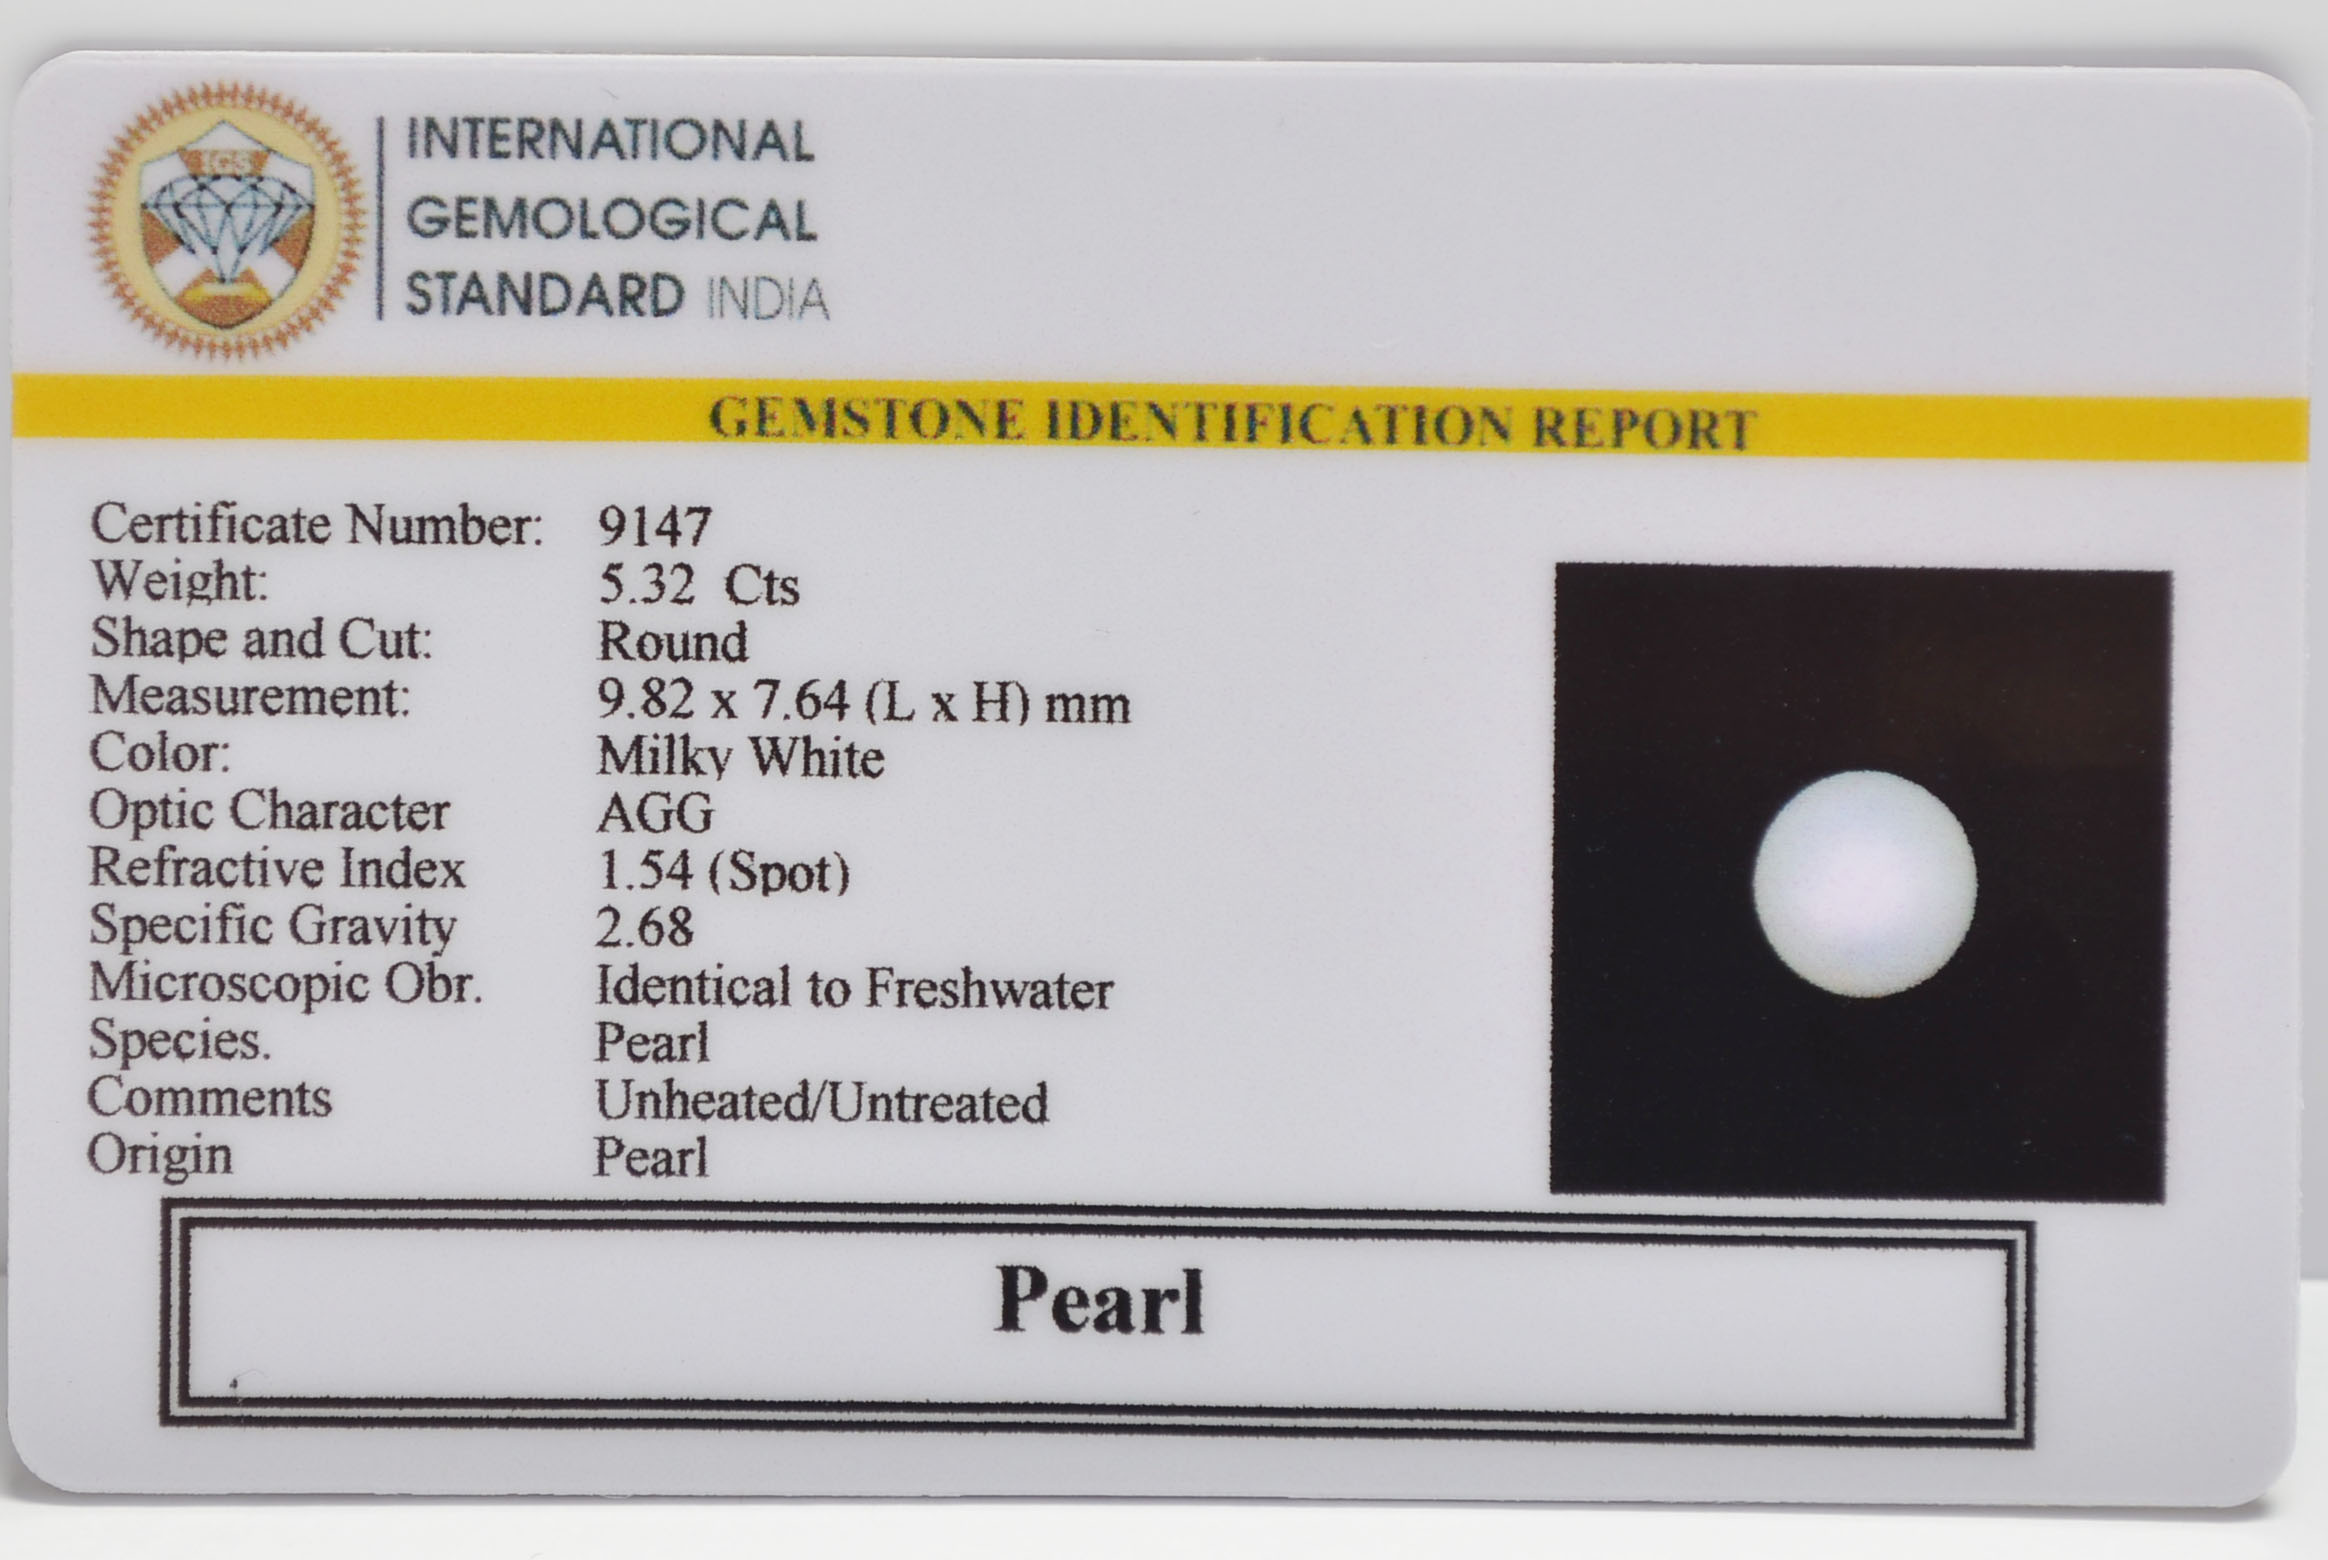 IGS
INTERNATIONAL
GEMOLOGICAL
STANDARD INDIA
GEMSTONE IDENTIFICATION REPORT
Certificate Number: 9147
Weight: 5.32 Cts
Shape and Cut: Round
Measurement: 9.82 x 7.64 (L x H) mm
Color: Milky White
Optic Character AGG
Refractive Index 1.54 (Spot)
Specific Gravity 2.68
Microscopic Obr. Identical to Freshwater
Species. Pearl
Comments Unheated/Untreated
Origin Pearl
Pearl